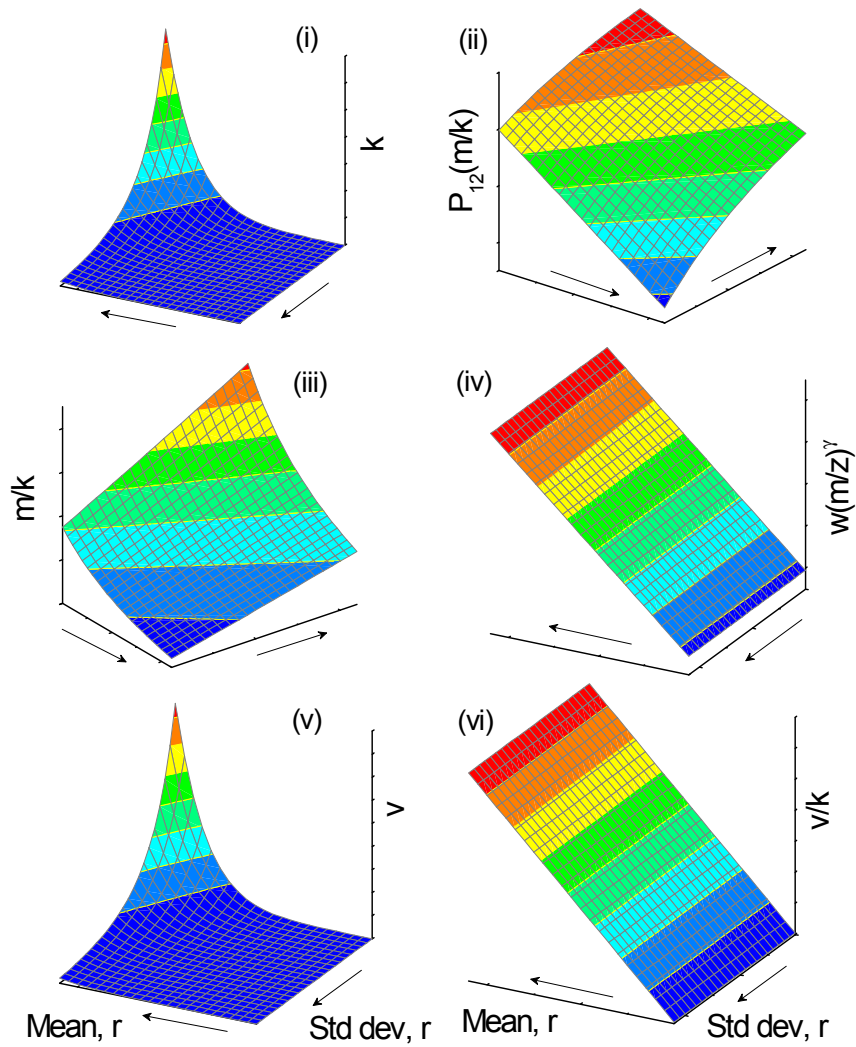 (i)
k
(ii)
P12(m/k)
(iii)
m/k
(iv)
w(m/z)^γ
(v)
v
(vi)
v/k
Mean, r
Std dev, r
Mean, r
Std dev, r